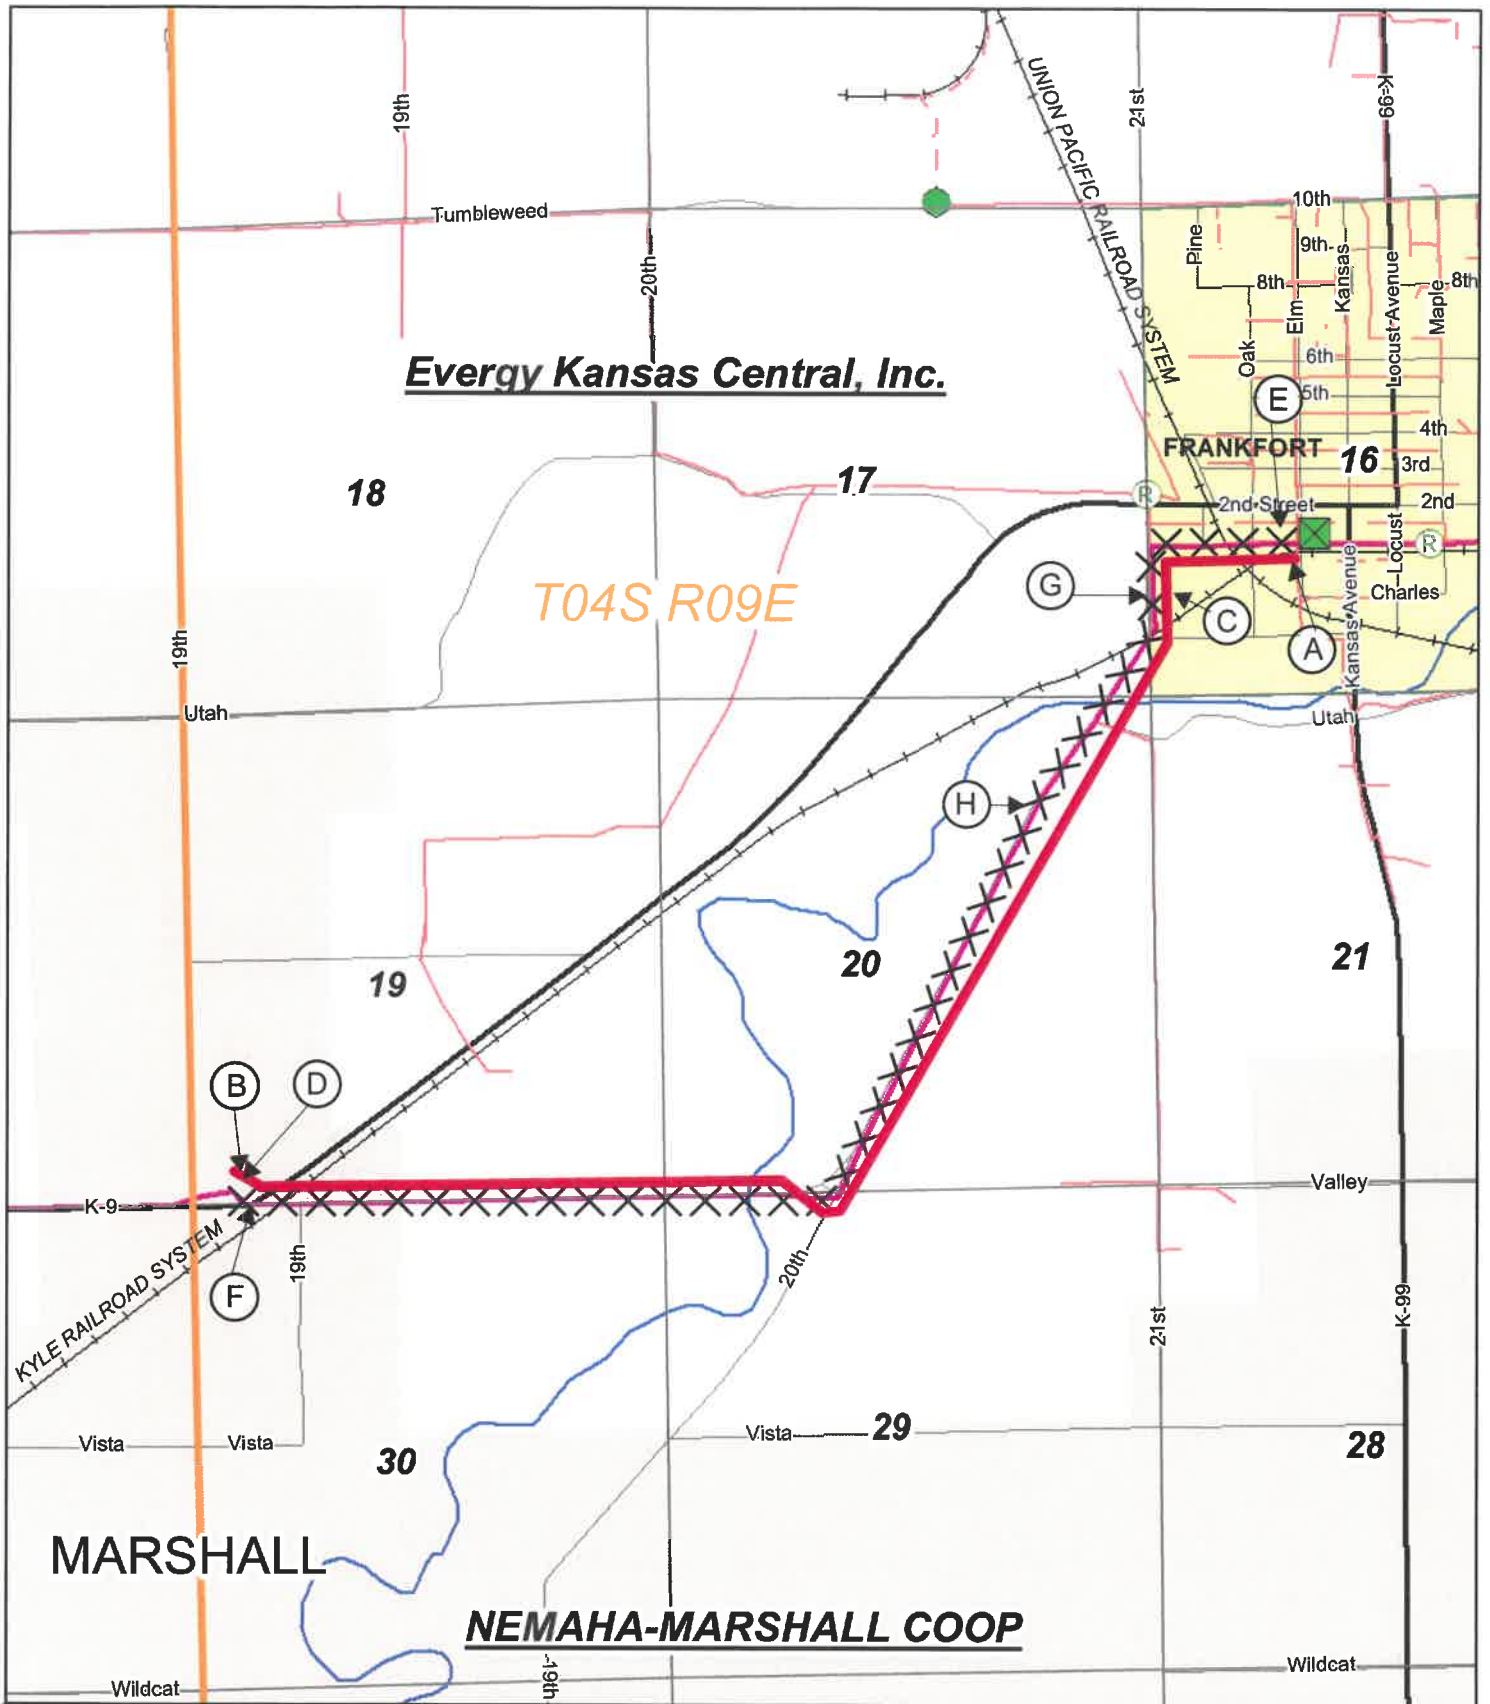 19th
UNION PACIFIC RAILROAD SYSTEM
21st
K-99
Tumbleweed
10th
Pine
9th
Kansas
20th
8th
8th
Elm
Locust Avenue
Maple
Oak
6th
Evergy Kansas Central, Inc.
E
5th
4th
FRANKFORT
16
3rd
18
17
R
2nd Street
2nd
R
Locust
Kansas Avenue
T04S R09E
G
C
Charles
A
19th
Utah
Utah
H
20
21
19
B
D
Valley
K-9
KYLE RAILROAD SYSTEM
F
19th
20th
21st
K-99
Vista
Vista
Vista
29
28
30
MARSHALL
NEMAHA-MARSHALL COOP
19th
Wildcat
Wildcat